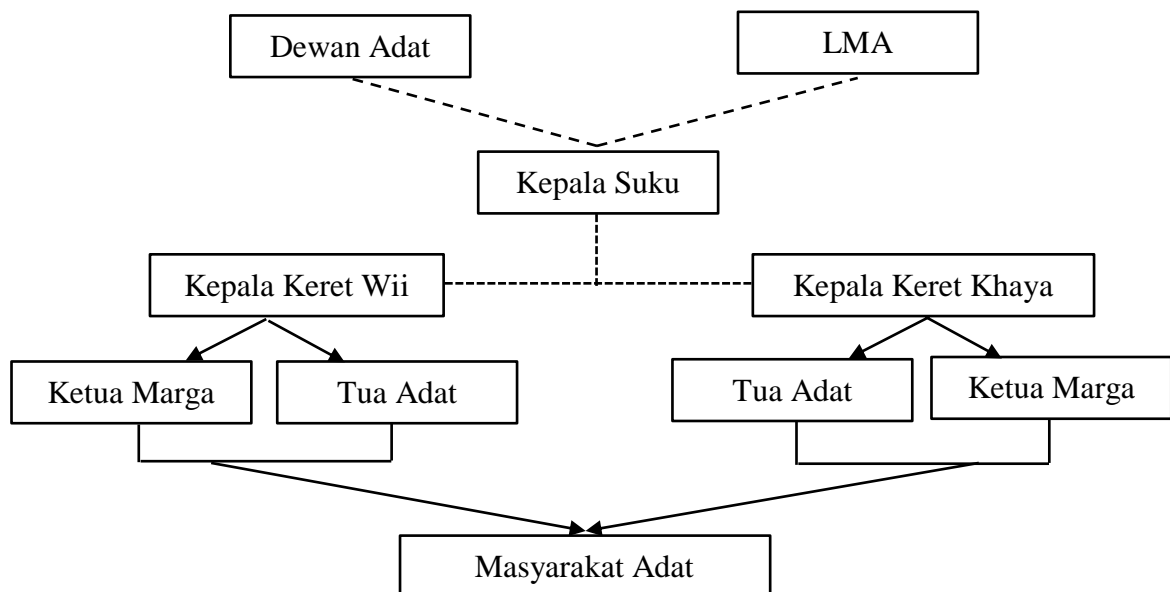 Dewan Adat
LMA
Kepala Suku
Kepala Keret Wii
Kepala Keret Khaya
Ketua Marga
Tua Adat
Tua Adat
Ketua Marga
Masyarakat Adat